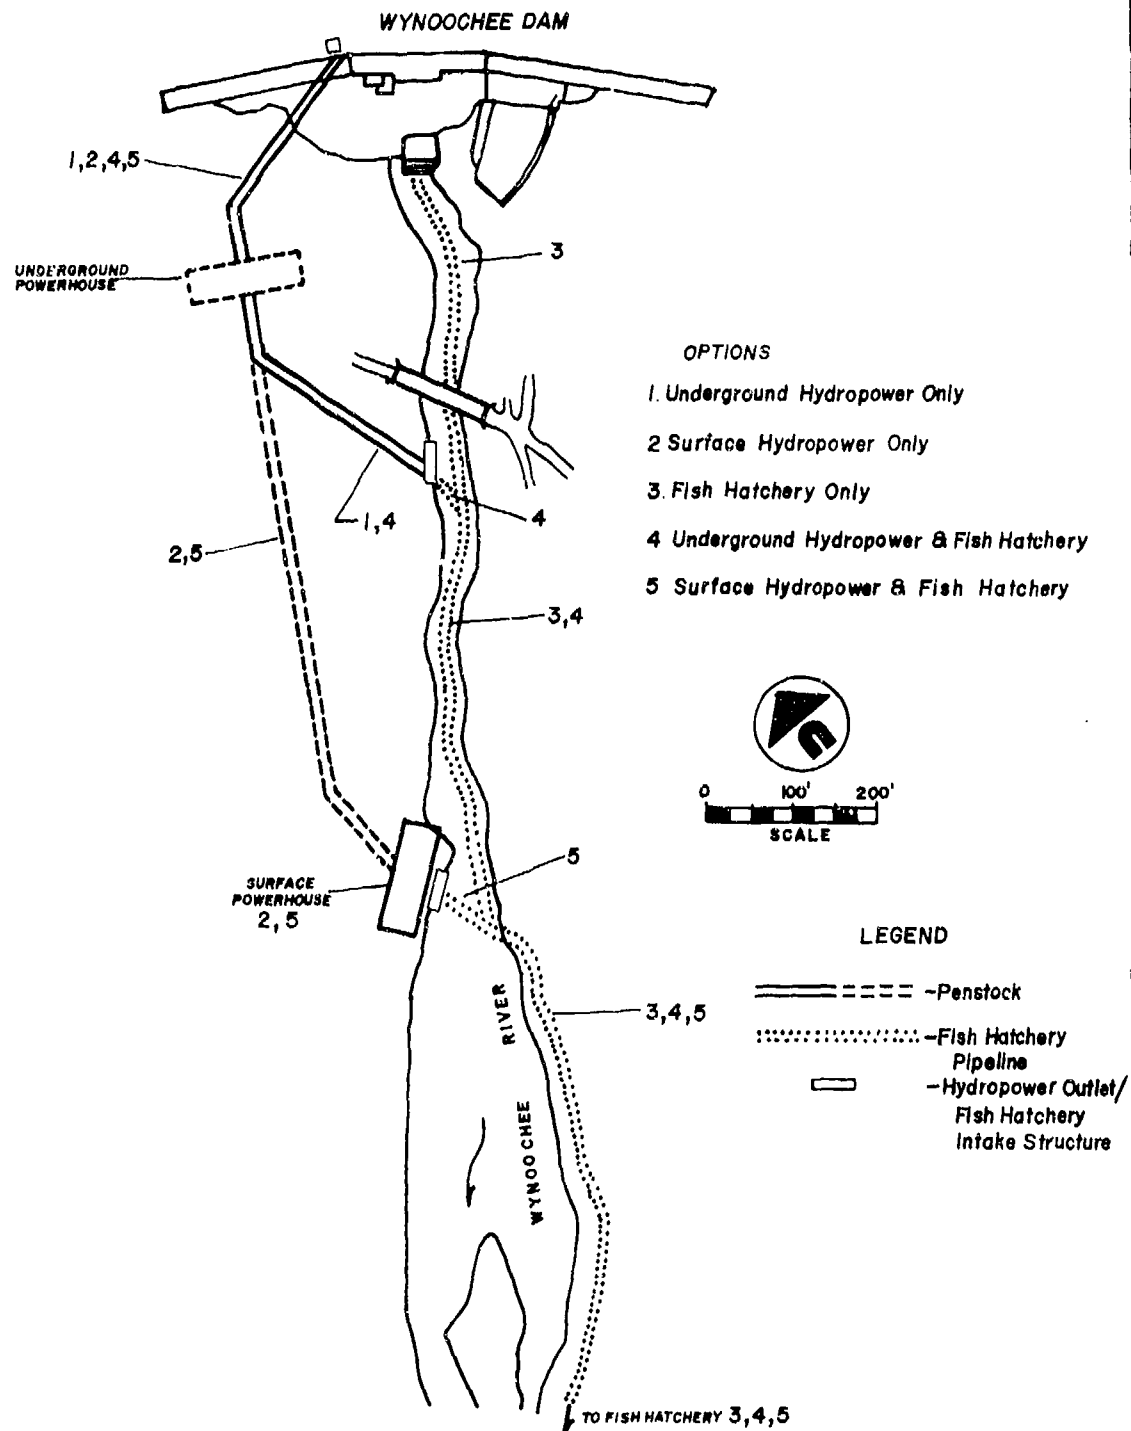 WYNOOCHEE DAM
1,2,4,5
3
UNDERGROUND
POWERHOUSE
OPTIONS
1. Underground Hydropower Only
2 Surface Hydropower Only
3. Fish Hatchery Only
4 Underground Hydropower & Fish Hatchery
5 Surface Hydropower & Fish Hatchery
1,4
4
2,5
3,4
N
0 100' 200'
SCALE
5
SURFACE
POWERHOUSE
2,5
LEGEND
~Penstock
~Fish Hatchery
Pipeline
-Hydropower Outlet/
Fish Hatchery
Intake Structure
3,4,5
WYNOOCHEE RIVER
TO FISH HATCHERY 3,4,5